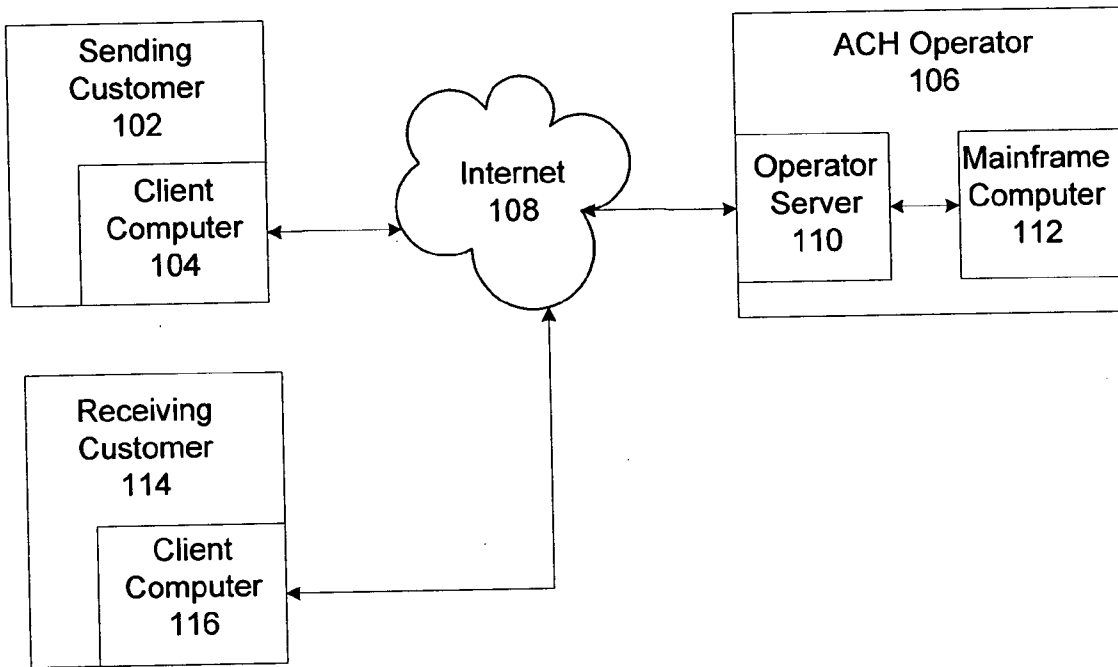 Sending
Customer
102
Client
Computer
104
Internet
108
ACH Operator
106
Operator
Server
110
Mainframe
Computer
112
Receiving
Customer
114
Client
Computer
116